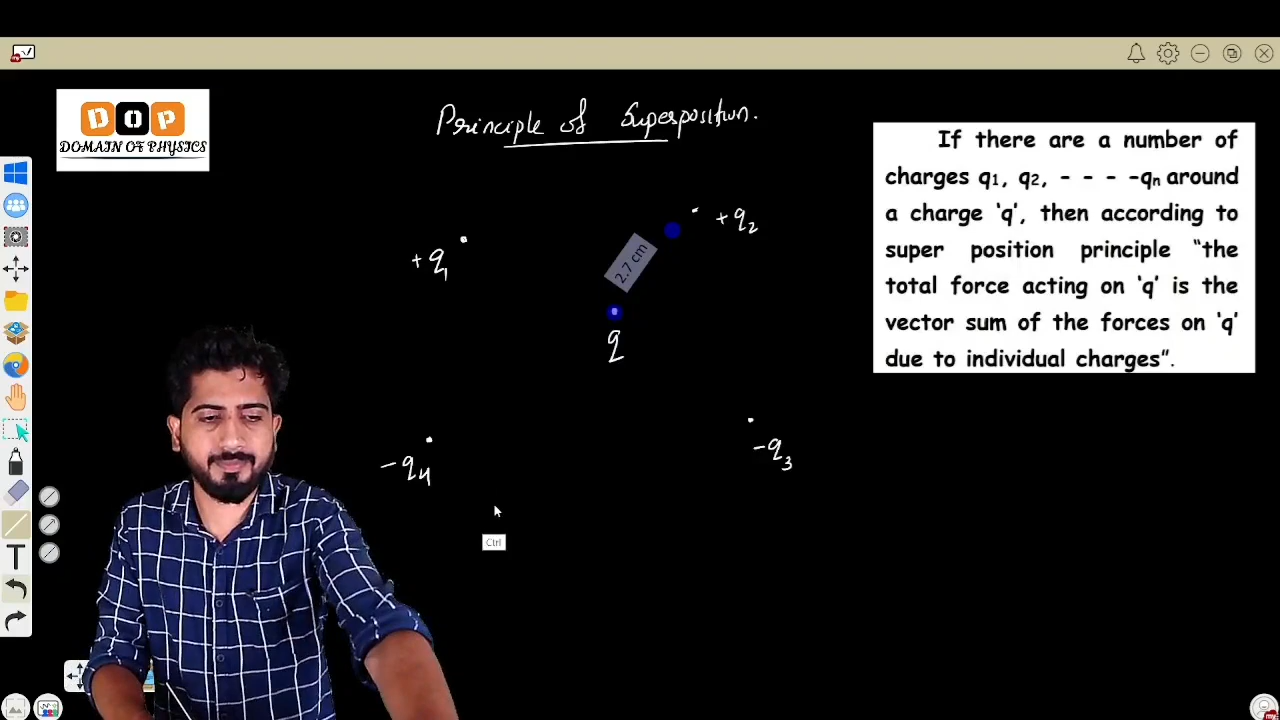 DOP
DOMAIN OF PHYSICS
Principle of Superposition.
If there are a number of
charges q₁, q₂, - - - -qₙ around
a charge ‘q’, then according to
super position principle “the
total force acting on ‘q’ is the
vector sum of the forces on ‘q’
due to individual charges”.
+q₁
+q₂
2.7 cm
q
-q₃
-q₄
Ctrl
T